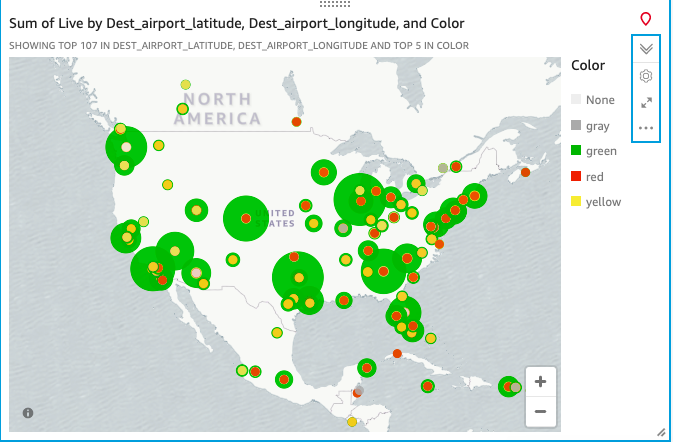 Sum of Live by Dest_airport_latitude, Dest_airport_longitude, and Color
SHOWING TOP 107 IN DEST_AIRPORT_LATITUDE, DEST_AIRPORT_LONGITUDE AND TOP 5 IN COLOR
Color
None
gray
green
red
yellow
NORTH
AMERICA
UNITED
STATES
+
−
i